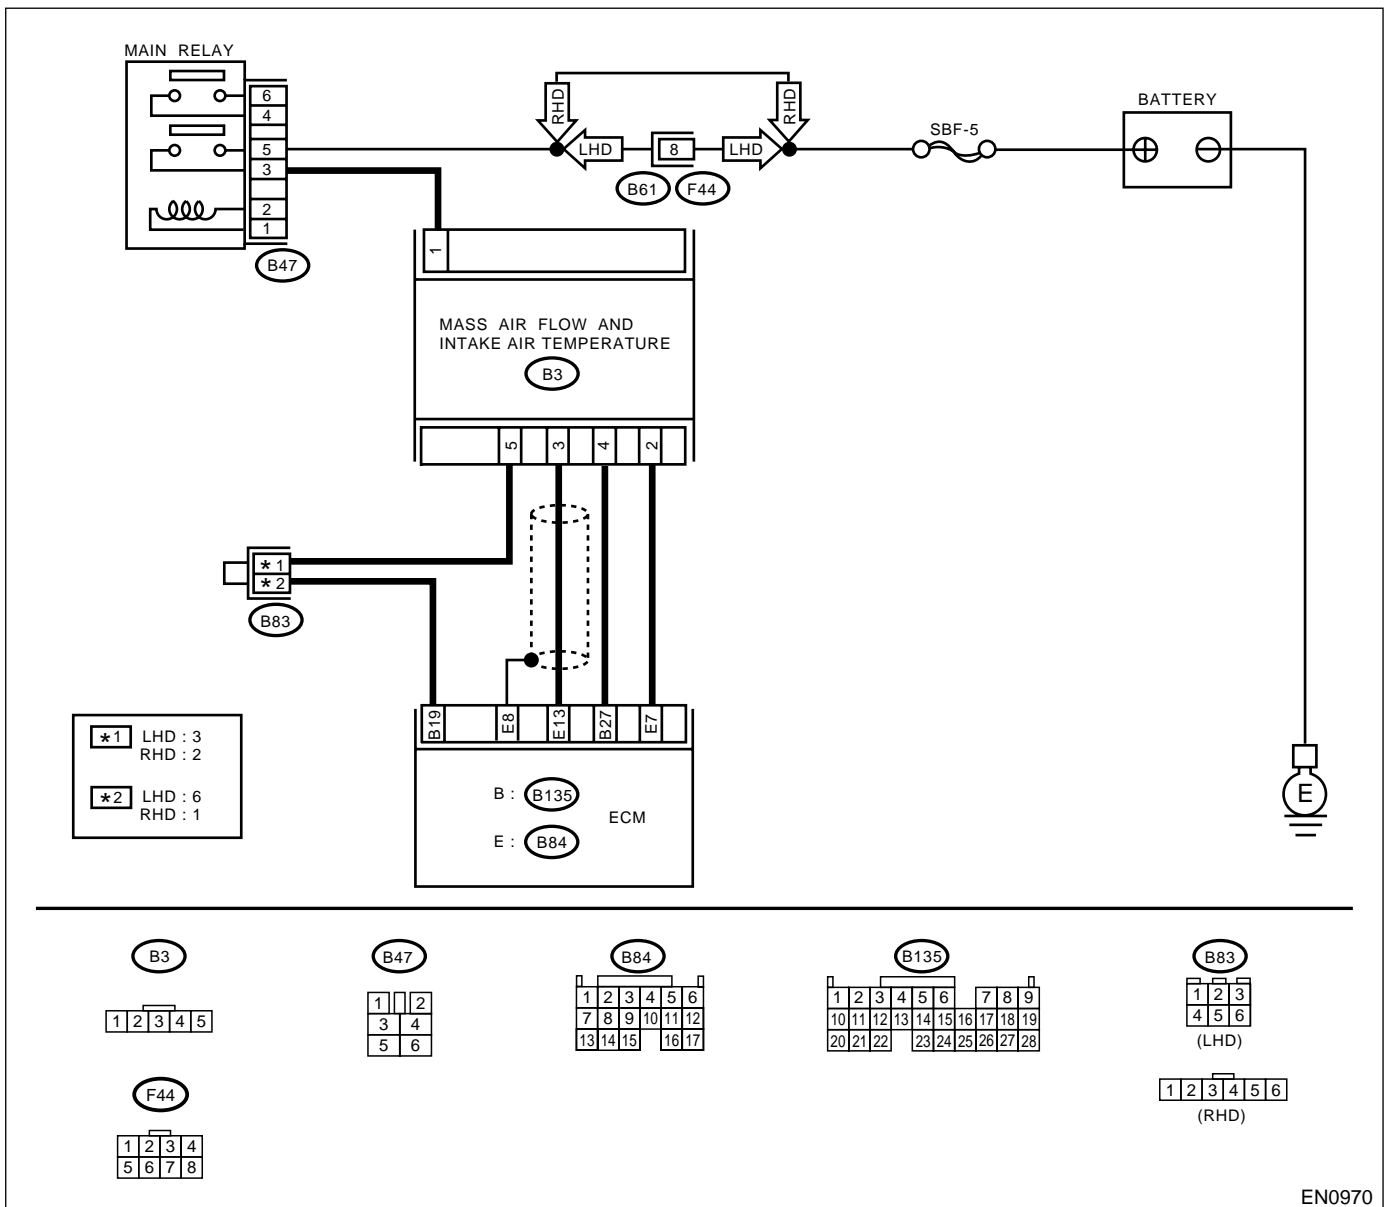 MAIN RELAY
BATTERY
SBF-5
6
4
5
3
2
1
RHD
RHD
LHD
8
LHD
B61
F44
B47
1
MASS AIR FLOW AND
INTAKE AIR TEMPERATURE
B3
5
3
4
2
* 1
* 2
B83
B19
E8
E13
B27
E7
*1 LHD : 3
RHD : 2
*2 LHD : 6
RHD : 1
B : B135
ECM
E : B84
E
B3
1 2 3 4 5
B47
1 2
3 4
5 6
B84
1 2 3 4 5 6
7 8 9 10 11 12
13 14 15 16 17
B135
1 2 3 4 5 6 7 8 9
10 11 12 13 14 15 16 17 18 19
20 21 22 23 24 25 26 27 28
B83
1 2 3
4 5 6
(LHD)
1 2 3 4 5 6
(RHD)
F44
1 2 3 4
5 6 7 8
EN0970